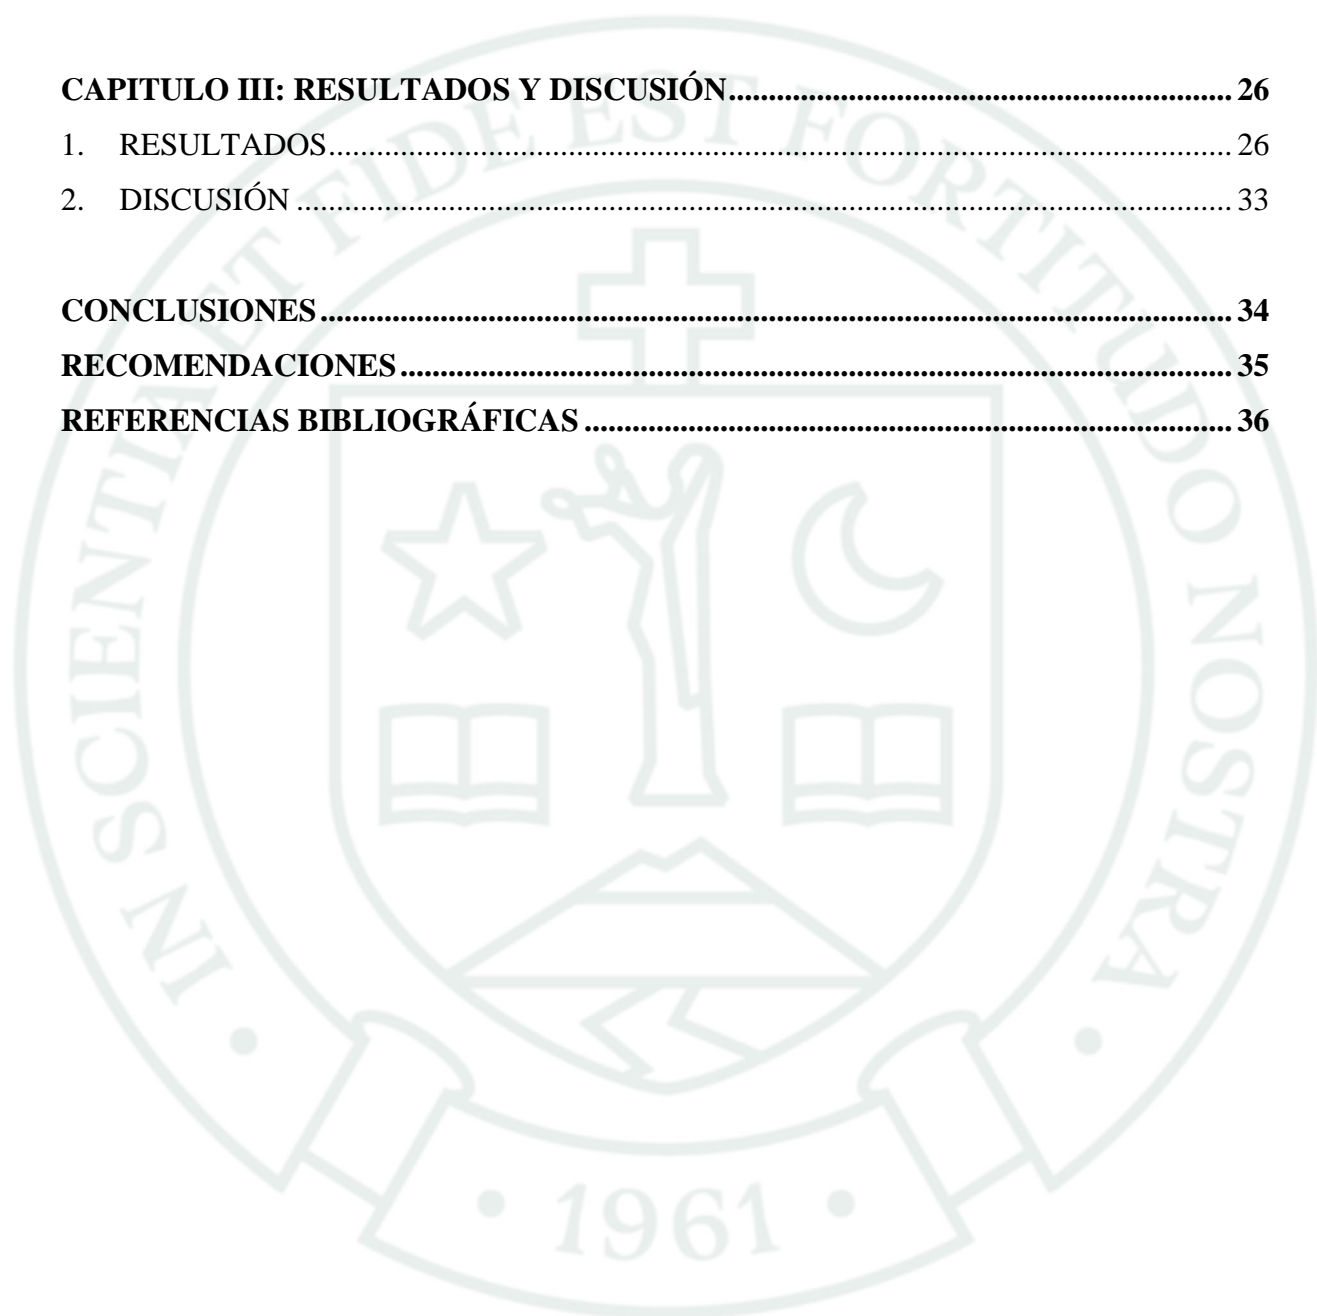 CAPITULO III: RESULTADOS Y DISCUSIÓN.............................................................. 26
1. RESULTADOS................................................................................................................ 26
2. DISCUSIÓN .................................................................................................................... 33
CONCLUSIONES................................................................................................................ 34
RECOMENDACIONES...................................................................................................... 35
REFERENCIAS BIBLIOGRÁFICAS ................................................................................ 36
IN SCIENTIA ET FIDE EST FORTITUDO NOSTRA
• 1961 •